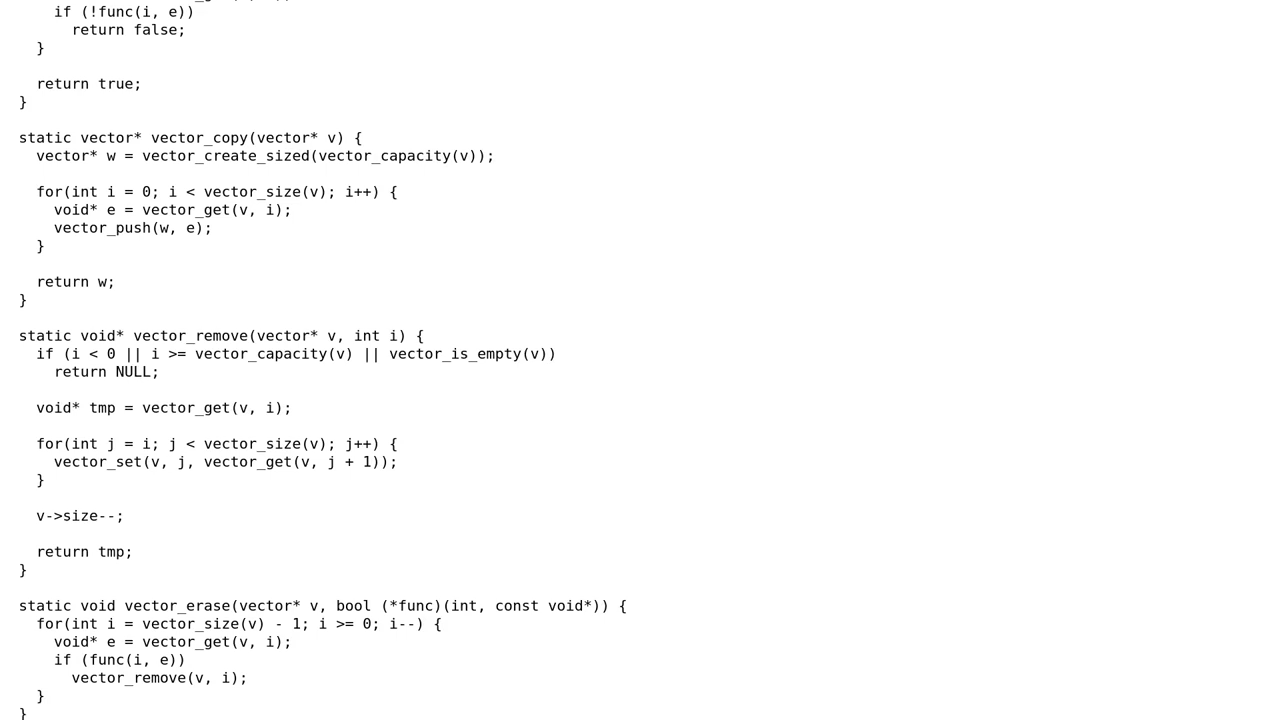 if (!func(i, e))
return false;
}
return true;
}
static vector* vector_copy(vector* v) {
vector* w = vector_create_sized(vector_capacity(v));
for(int i = 0; i < vector_size(v); i++) {
void* e = vector_get(v, i);
vector_push(w, e);
}
return w;
}
static void* vector_remove(vector* v, int i) {
if (i < 0 || i >= vector_capacity(v) || vector_is_empty(v))
return NULL;
void* tmp = vector_get(v, i);
for(int j = i; j < vector_size(v); j++) {
vector_set(v, j, vector_get(v, j + 1));
}
v->size--;
return tmp;
}
static void vector_erase(vector* v, bool (*func)(int, const void*)) {
for(int i = vector_size(v) - 1; i >= 0; i--) {
void* e = vector_get(v, i);
if (func(i, e))
vector_remove(v, i);
}
}